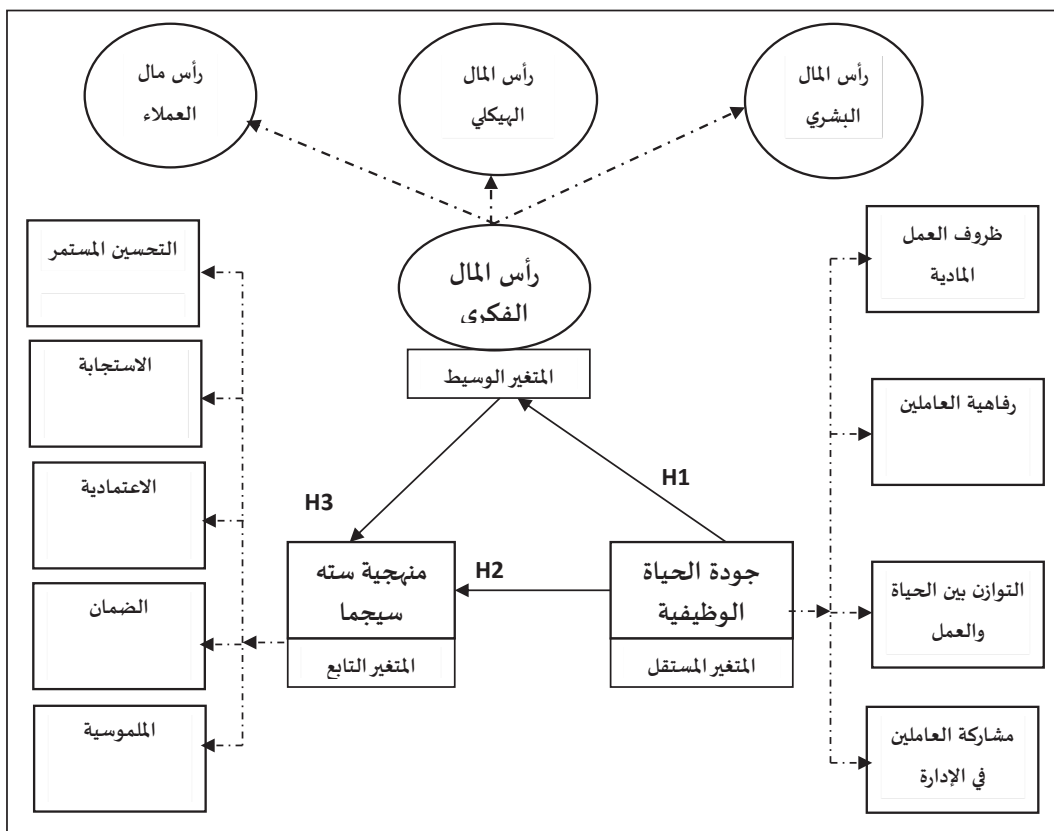 رأس المال
البشري
رأس المال
الهيكلي
رأس مال
العملاء
رأس المال
الفكري
المتغير الوسيط
ظروف العمل
المادية
رفاهية العاملين
التوازن بين الحياة
والعمل
مشاركة العاملين
في الإدارة
H1
H3
H2
جودة الحياة
الوظيفية
المتغير المستقل
منهجية سته
سيجما
المتغير التابع
التحسين المستمر
الاستجابة
الاعتمادية
الضمان
الملموسية